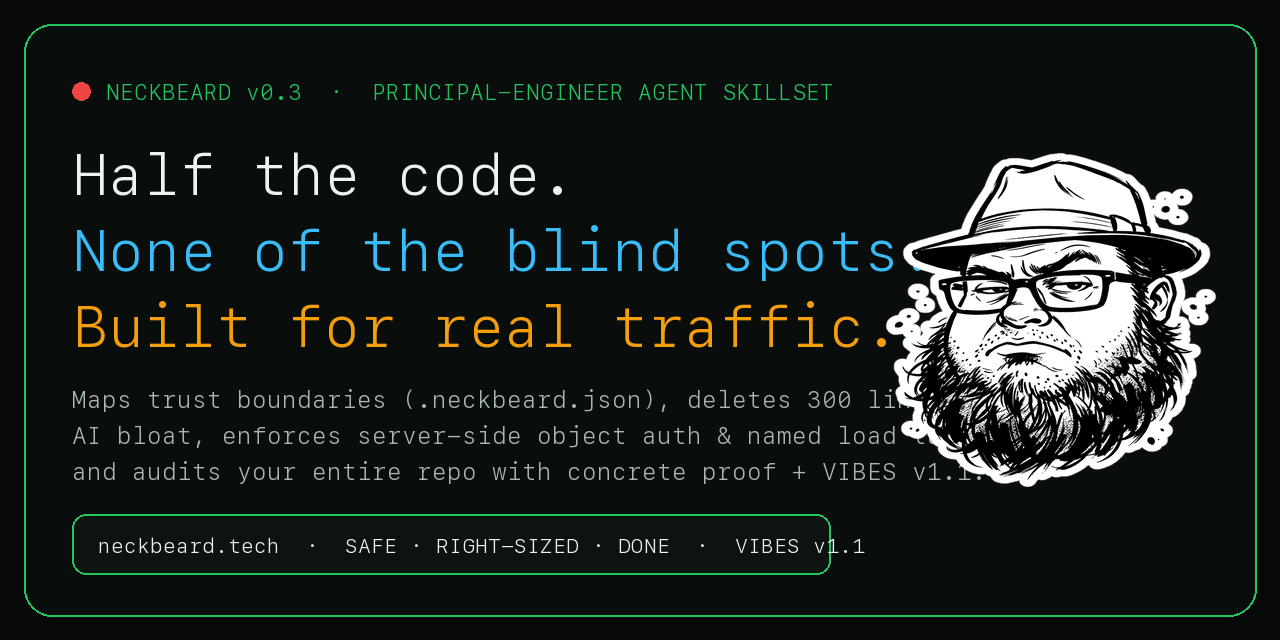 NECKBEARD v0.3 · PRINCIPAL-ENGINEER AGENT SKILLSET
Half the code.
None of the blind spots.
Built for real traffic.
Maps trust boundaries (.neckbeard.json), deletes 300
AI bloat, enforces server-side object auth & named load
and audits your entire repo with concrete proof + VIBES v1.1.
neckbeard.tech · SAFE · RIGHT-SIZED · DONE · VIBES v1.1